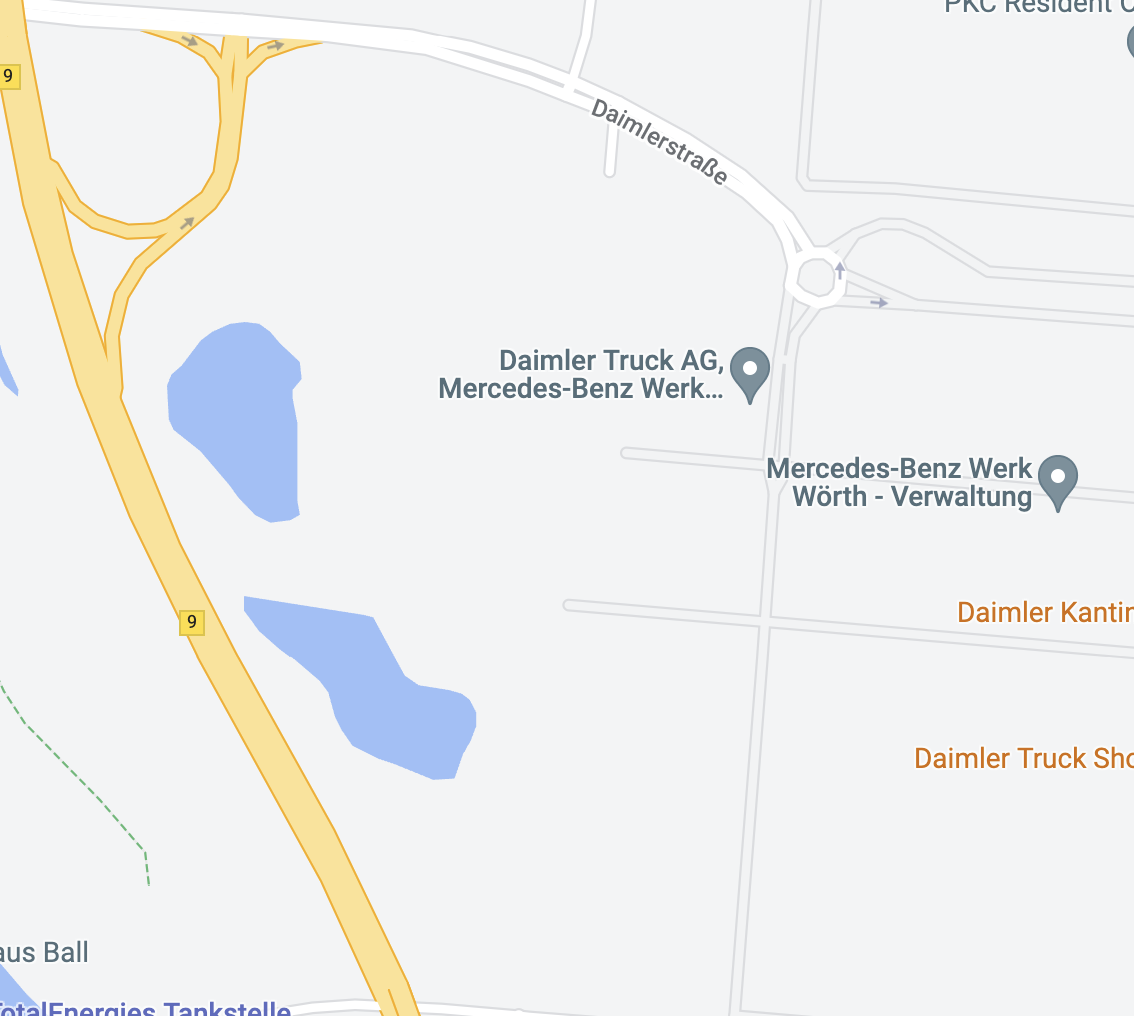 PKC Resident C
9
Daimlerstraße
Daimler Truck AG,
Mercedes-Benz Werk...
Mercedes-Benz Werk
Wörth - Verwaltung
9
Daimler Kantin
Daimler Truck Sho
aus Ball
TotalEnergies Tankstelle